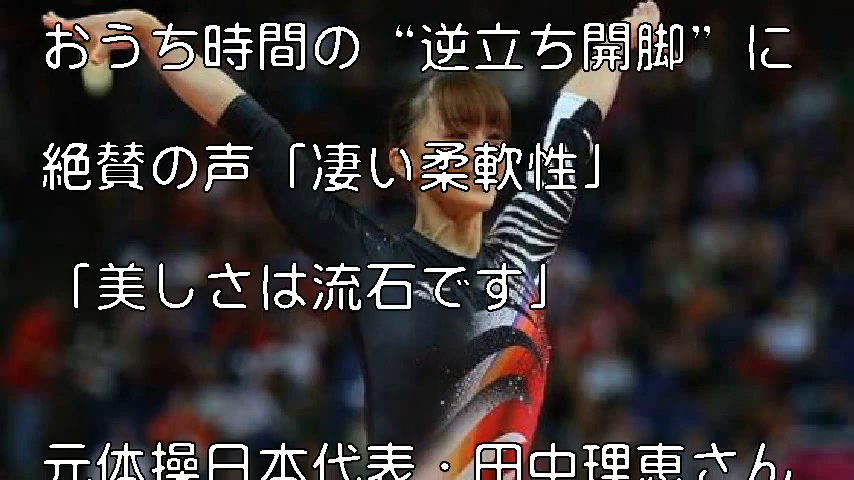 おうち時間の“逆立ち開脚”に
絶賛の声「凄い柔軟性」
「美しさは流石です」
元体操日本代表・田中理恵さん